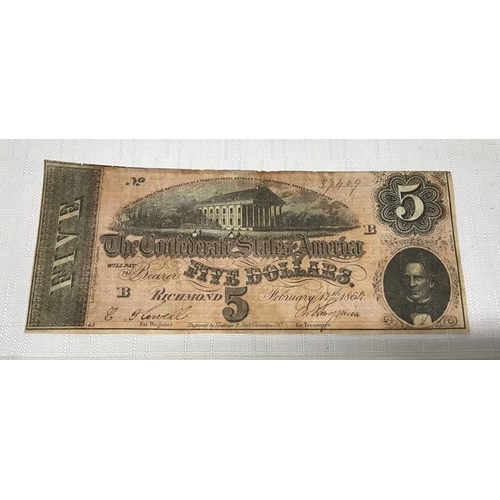 No 39409
5
FIVE
B
The Confederate States of America
WILL PAY
to Bearer FIVE DOLLARS.
B RICHMOND 5 February 17th 1864.
for Register Engraved by Keatinge & Ball, Columbia, S.C. for Treasurer